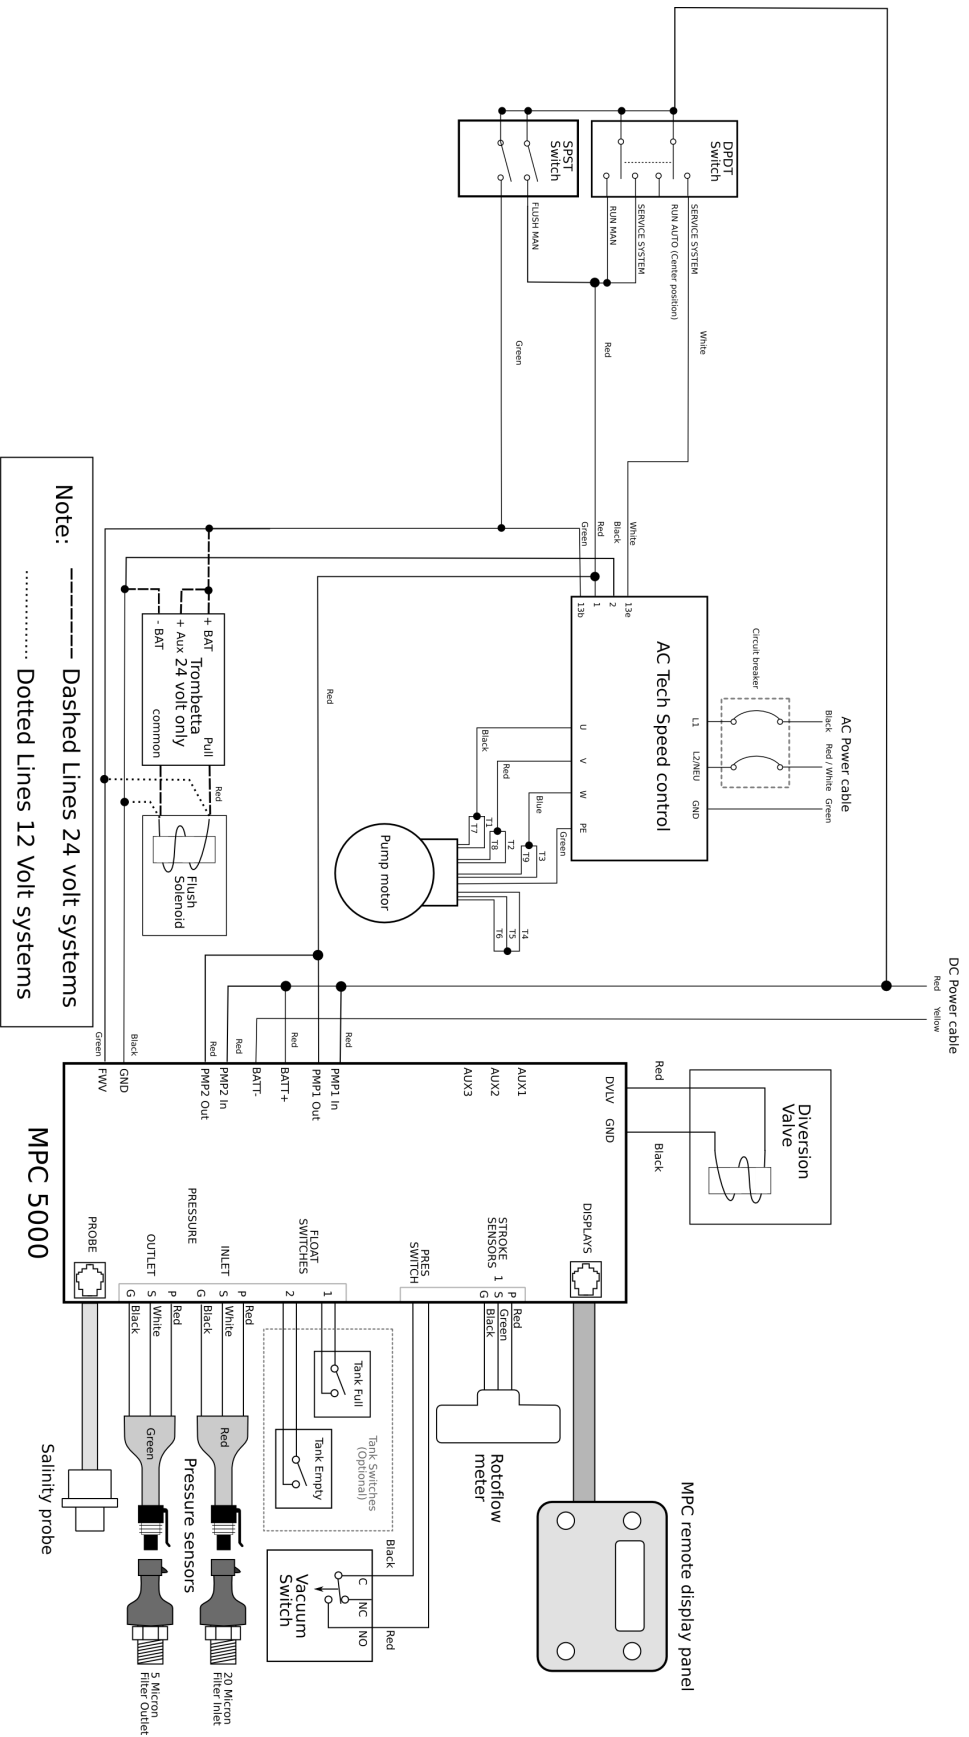 DPDT
Switch
SPST
Switch
SERVICE SYSTEM
RUN AUTO (Center position)
SERVICE SYSTEM
RUN MAN
FLUSH MAN
White
Red
Green
White
Black
Red
Green
13e
2
1
13b
AC Tech Speed control
Circuit breaker
AC Power cable
Black
Red / White
Green
L1
L2/NEU
GND
U
V
W
PE
Black
Red
Blue
Green
T1
T7
T2
T8
T3
T9
T4
T5
T6
Pump motor
Note:
Dashed Lines 24 volt systems
Dotted Lines 12 Volt systems
+ BAT
+ Aux
- BAT
Trombetta
24 volt only
Pull
common
Red
Red
Flush
Solenoid
DC Power cable
Red
Yellow
Red
Red
Red
Red
Black
Green
AUX1
AUX2
AUX3
PMP1 In
PMP1 Out
BATT+
BATT-
PMP2 In
PMP2 Out
GND
FWV
MPC 5000
DVLV
GND
Red
Black
Diversion
Valve
DISPLAYS
STROKE
SENSORS
1
P
S
G
PRES
SWITCH
FLOAT
SWITCHES
1
2
PRESSURE
INLET
P
S
G
OUTLET
P
S
G
PROBE
Red
Green
Black
Red
White
Black
Red
White
Black
Rotoflow
meter
MPC remote display panel
Tank Full
Tank Empty
Tank Switches
(Optional)
Black
C
NC
NO
Red
Vacuum
Switch
Red
Green
Pressure sensors
Salinity probe
20 Micron
Filter Inlet
5 Micron
Filter Outlet